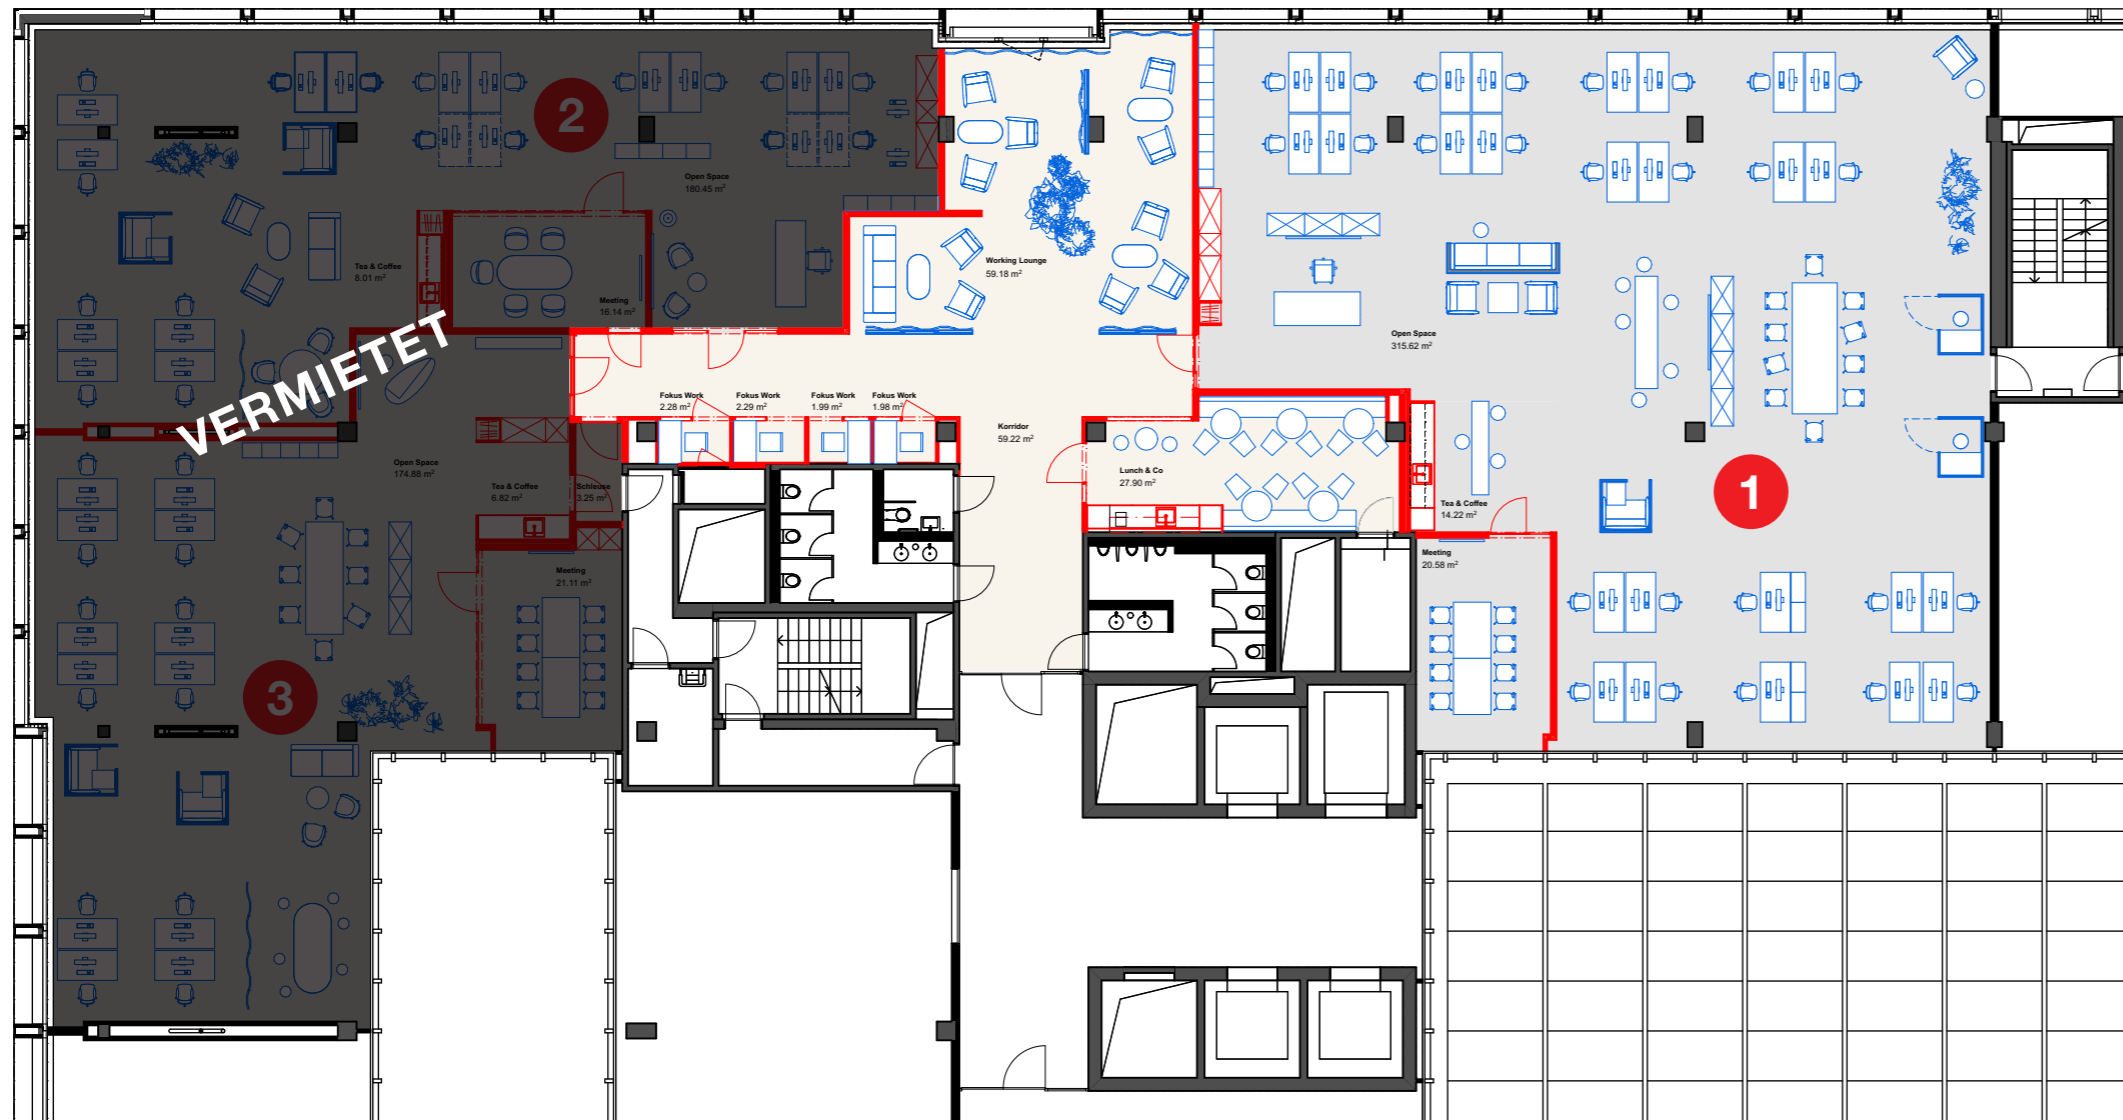 2
Open Space
180.45 m²
Tea & Coffee
8.01 m²
Meeting
16.14 m²
VERMIETET
Working Lounge
59.18 m²
Open Space
315.62 m²
Fokus Work
2.28 m²
Fokus Work
2.29 m²
Fokus Work
1.99 m²
Fokus Work
1.98 m²
Korridor
59.22 m²
Lunch & Co
27.90 m²
Open Space
174.88 m²
Tea & Coffee
6.82 m²
Schleuse
3.25 m²
Tea & Coffee
14.22 m²
1
Meeting
21.11 m²
Meeting
20.58 m²
3